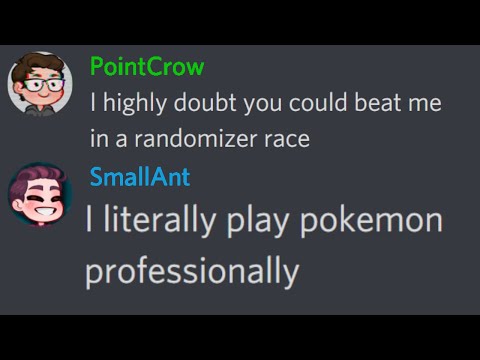 PointCrow
I highly doubt you could beat me
in a randomizer race
SmallAnt
I literally play pokemon
professionally